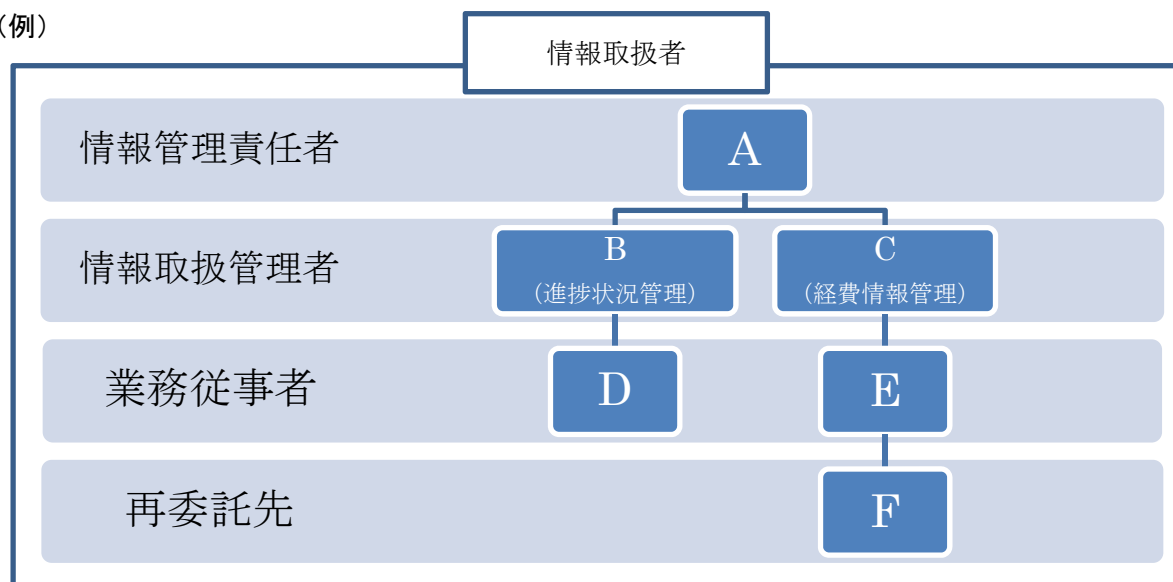 （例）
情報取扱者
情報管理責任者
A
情報取扱管理者
B
（進捗状況管理）
C
（経費情報管理）
業務従事者
D
E
再委託先
F